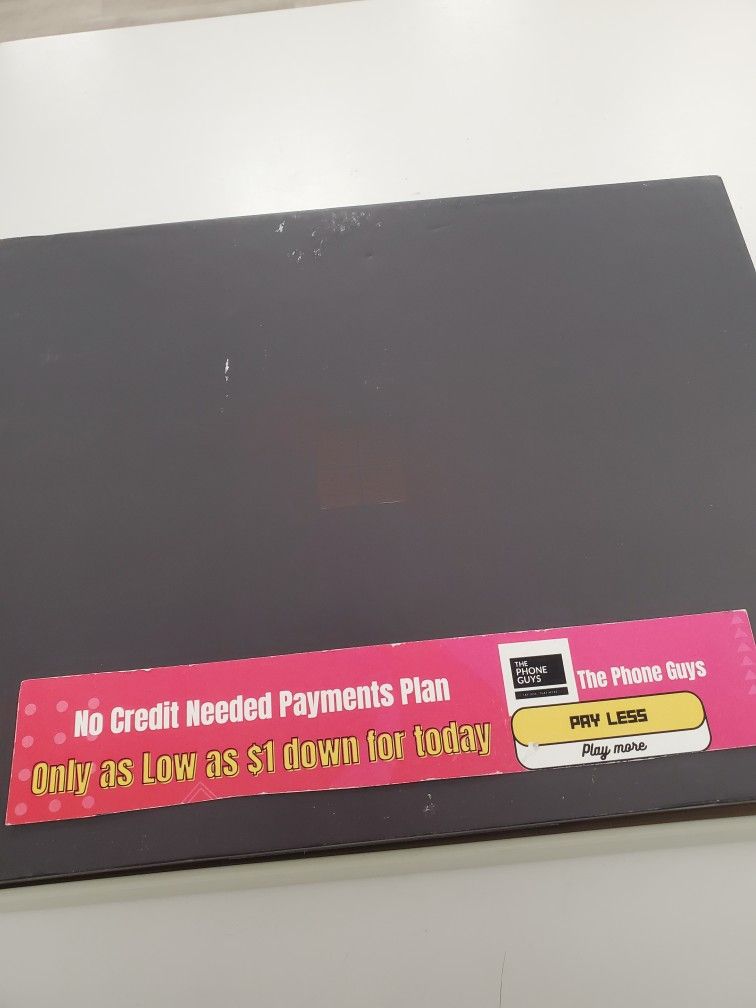 No Credit Needed Payments Plan
Only as Low as $1 down for today
THE
PHONE
GUYS
The Phone Guys
PAY LESS
Play more